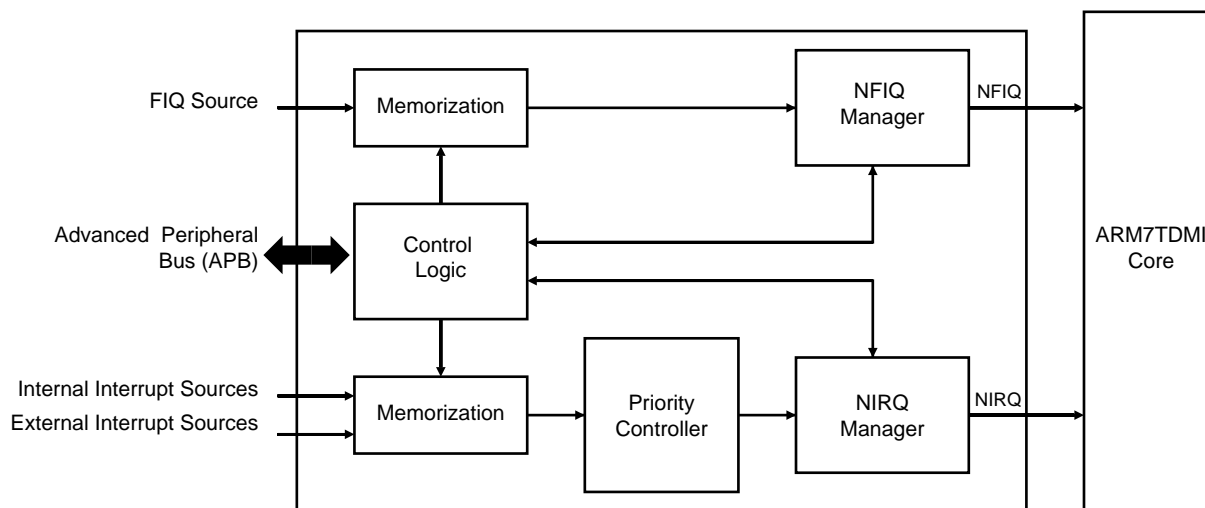 FIQ Source
Memorization
NFIQ
Manager
NFIQ
Advanced Peripheral
Bus (APB)
Control
Logic
ARM7TDMI
Core
Internal Interrupt Sources
External Interrupt Sources
Memorization
Priority
Controller
NIRQ
Manager
NIRQ